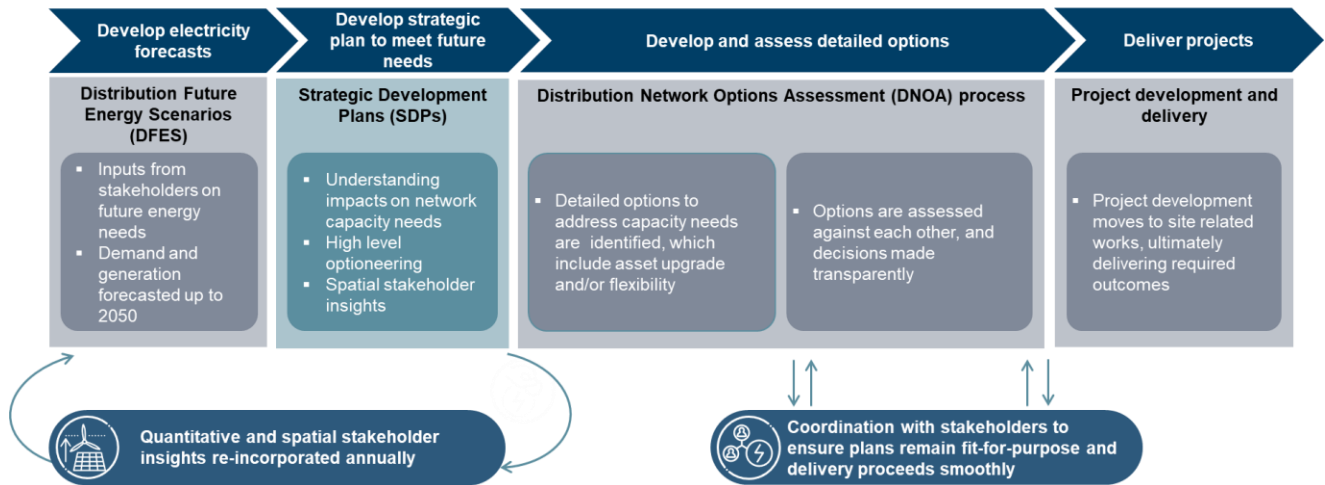 Develop electricity
forecasts
Develop strategic
plan to meet future
needs
Develop and assess detailed options
Deliver projects
Distribution Future
Energy Scenarios
(DFES)
▪ Inputs from
stakeholders on
future energy
needs
▪ Demand and
generation
forecasted up to
2050
Strategic Development
Plans (SDPs)
▪ Understanding
impacts on network
capacity needs
▪ High level
optioneering
▪ Spatial stakeholder
insights
Distribution Network Options Assessment (DNOA) process
▪ Detailed options to
address capacity needs
are identified, which
include asset upgrade
and/or flexibility
▪ Options are assessed
against each other, and
decisions made
transparently
Project development and
delivery
▪ Project development
moves to site related
works, ultimately
delivering required
outcomes
Quantitative and spatial stakeholder
insights re-incorporated annually
Coordination with stakeholders to
ensure plans remain fit-for-purpose and
delivery proceeds smoothly